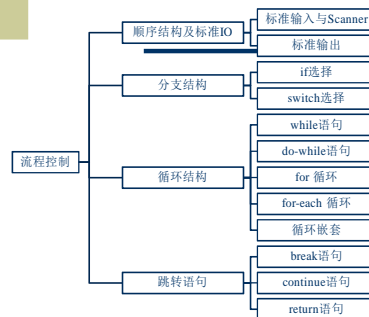 流程控制
顺序结构及标准IO
标准输入与Scanner
标准输出
分支结构
if选择
switch选择
循环结构
while语句
do-while语句
for 循环
for-each 循环
循环嵌套
跳转语句
break语句
continue语句
return语句